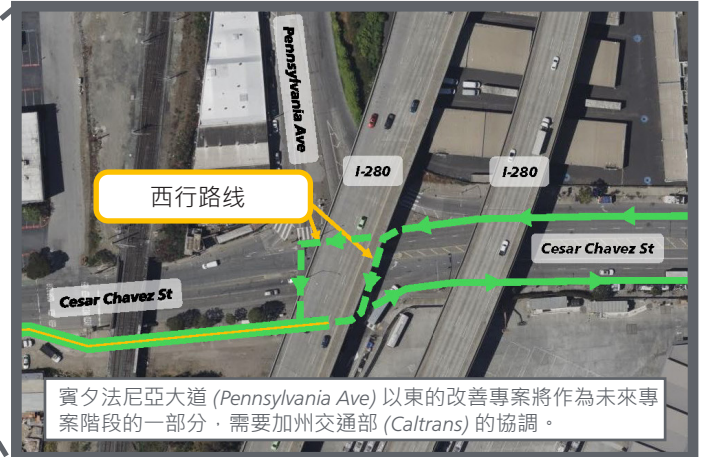 Pennsylvania Ave
I-280
I-280
西行路线
Cesar Chavez St
Cesar Chavez St
賓夕法尼亞大道 (Pennsylvania Ave) 以東的改善專案將作為未來專
案階段的一部分，需要加州交通部 (Caltrans) 的協調。